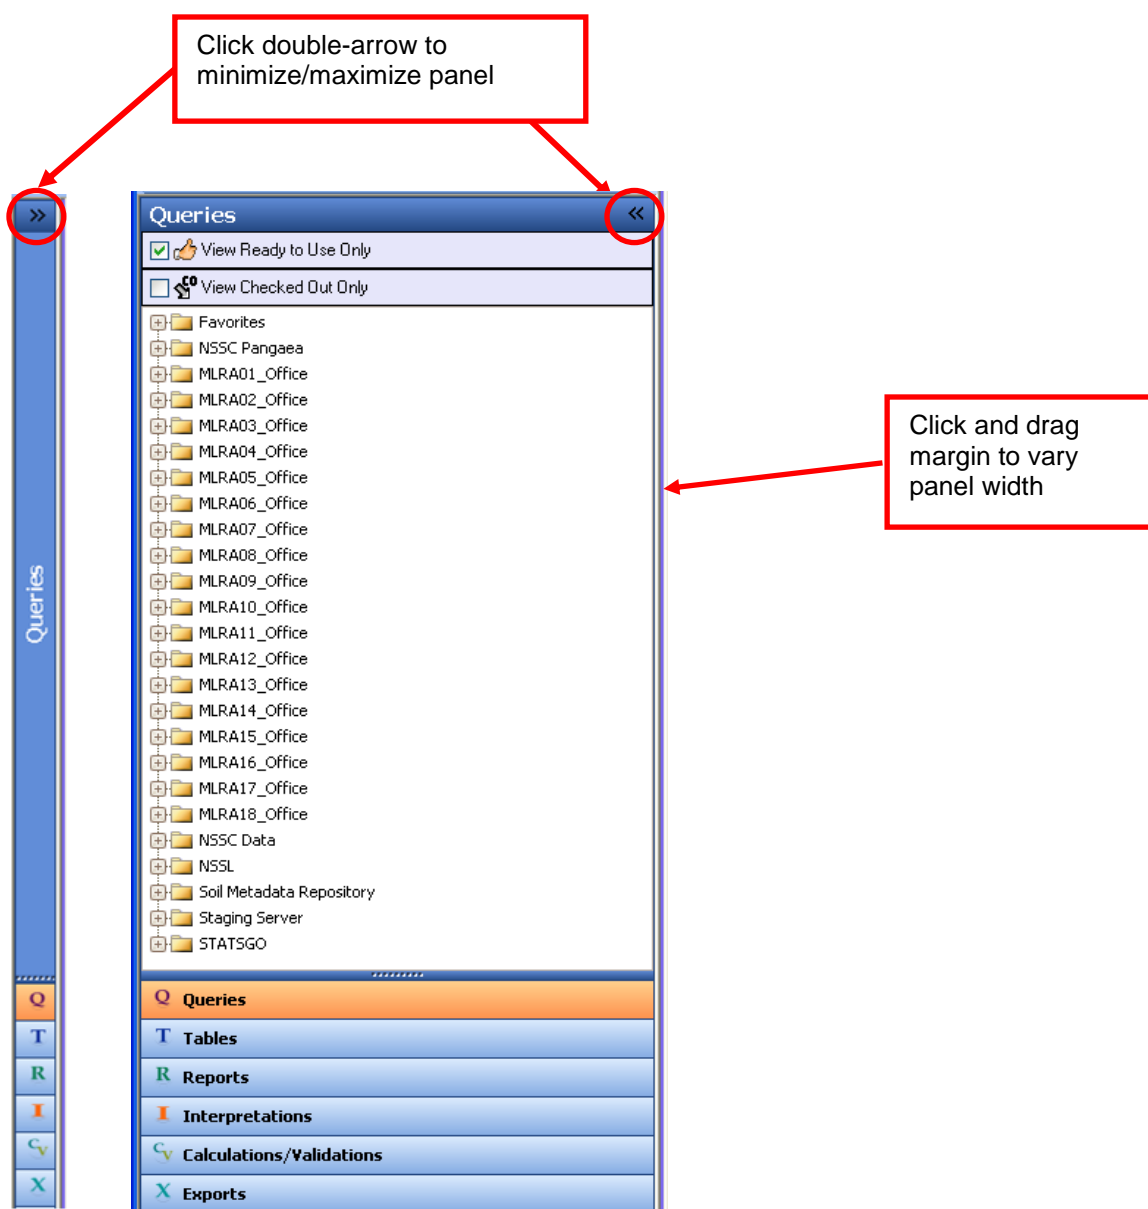 Click double-arrow to
minimize/maximize panel
»
Queries
Q
T
R
I
CV
X
Queries «
View Ready to Use Only
CO View Checked Out Only
Favorites
NSSC Pangaea
MLRA01_Office
MLRA02_Office
MLRA03_Office
MLRA04_Office
MLRA05_Office
MLRA06_Office
MLRA07_Office
MLRA08_Office
MLRA09_Office
MLRA10_Office
MLRA11_Office
MLRA12_Office
MLRA13_Office
MLRA14_Office
MLRA15_Office
MLRA16_Office
MLRA17_Office
MLRA18_Office
NSSC Data
NSSL
Soil Metadata Repository
Staging Server
STATSGO
Q Queries
T Tables
R Reports
I Interpretations
CV Calculations/Validations
X Exports
Click and drag
margin to vary
panel width